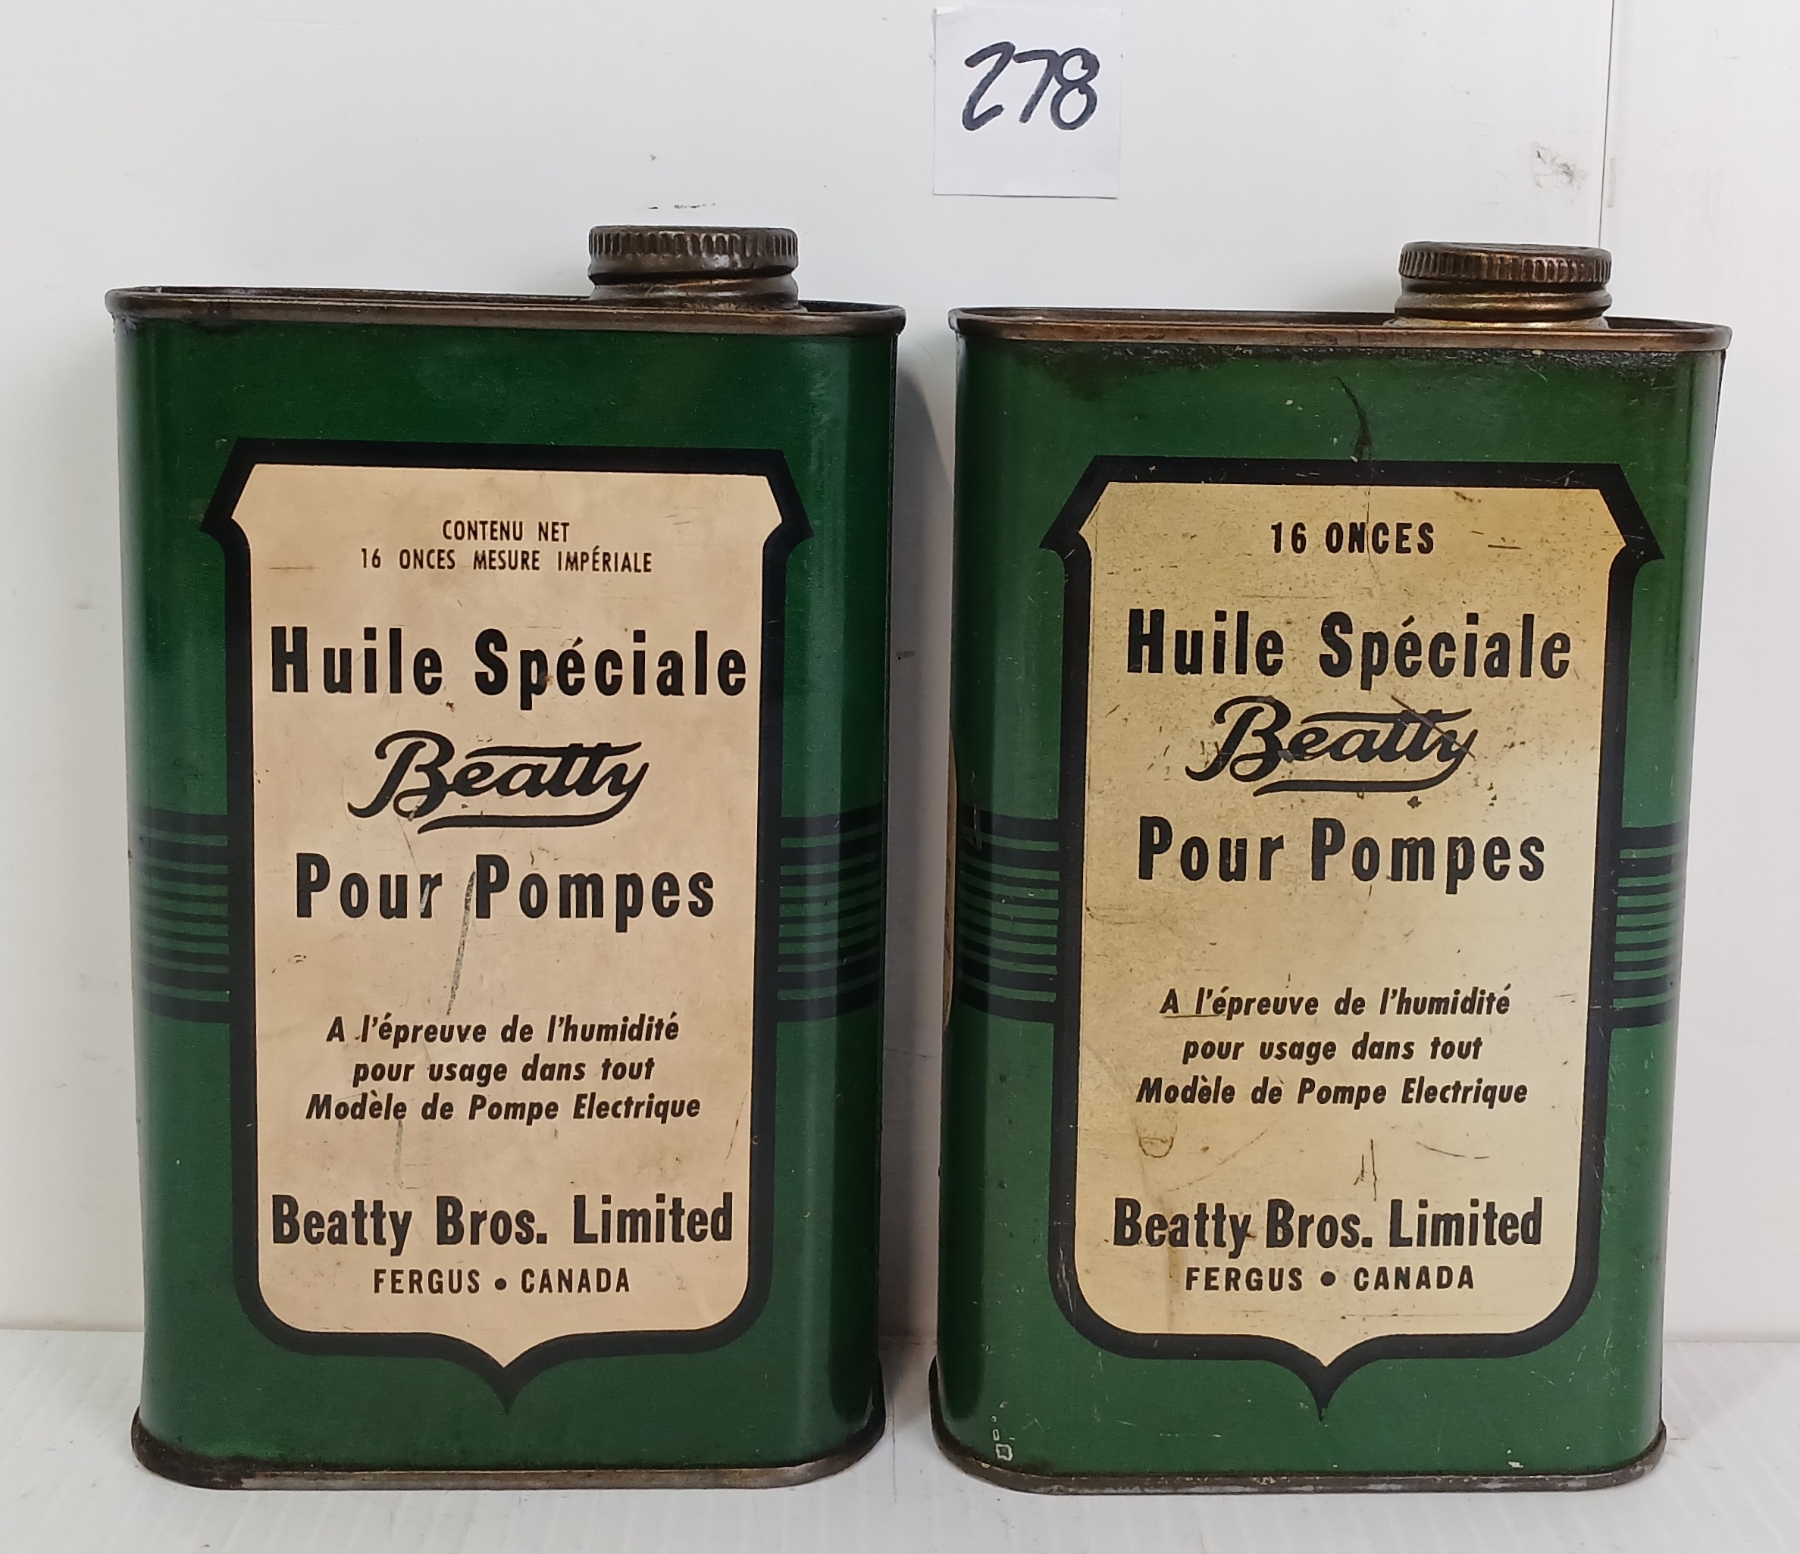 278
CONTENU NET
16 ONCES MESURE IMPÉRIALE
Huile Spéciale
Beatty
Pour Pompes
A l'épreuve de l'humidité
pour usage dans tout
Modèle de Pompe Electrique
Beatty Bros. Limited
FERGUS • CANADA
16 ONCES
Huile Spéciale
Beatty
Pour Pompes
A l'épreuve de l'humidité
pour usage dans tout
Modèle de Pompe Electrique
Beatty Bros. Limited
FERGUS • CANADA